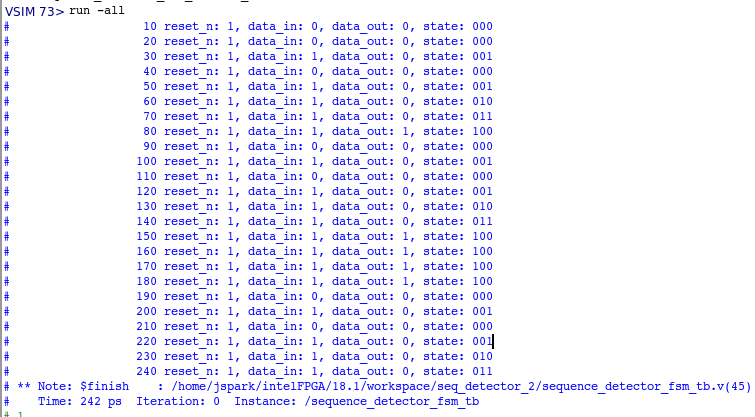 VSIM 73> run -all
# 10 reset_n: 1, data_in: 0, data_out: 0, state: 000
# 20 reset_n: 1, data_in: 0, data_out: 0, state: 000
# 30 reset_n: 1, data_in: 1, data_out: 0, state: 001
# 40 reset_n: 1, data_in: 0, data_out: 0, state: 000
# 50 reset_n: 1, data_in: 1, data_out: 0, state: 001
# 60 reset_n: 1, data_in: 1, data_out: 0, state: 010
# 70 reset_n: 1, data_in: 1, data_out: 0, state: 011
# 80 reset_n: 1, data_in: 1, data_out: 1, state: 100
# 90 reset_n: 1, data_in: 0, data_out: 0, state: 000
# 100 reset_n: 1, data_in: 1, data_out: 0, state: 001
# 110 reset_n: 1, data_in: 0, data_out: 0, state: 000
# 120 reset_n: 1, data_in: 1, data_out: 0, state: 001
# 130 reset_n: 1, data_in: 1, data_out: 0, state: 010
# 140 reset_n: 1, data_in: 1, data_out: 0, state: 011
# 150 reset_n: 1, data_in: 1, data_out: 1, state: 100
# 160 reset_n: 1, data_in: 1, data_out: 1, state: 100
# 170 reset_n: 1, data_in: 1, data_out: 1, state: 100
# 180 reset_n: 1, data_in: 1, data_out: 1, state: 100
# 190 reset_n: 1, data_in: 0, data_out: 0, state: 000
# 200 reset_n: 1, data_in: 1, data_out: 0, state: 001
# 210 reset_n: 1, data_in: 0, data_out: 0, state: 000
# 220 reset_n: 1, data_in: 1, data_out: 0, state: 001
# 230 reset_n: 1, data_in: 1, data_out: 0, state: 010
# 240 reset_n: 1, data_in: 1, data_out: 0, state: 011
# ** Note: $finish : /home/jspark/intelFPGA/18.1/workspace/seq_detector_2/sequence_detector_fsm_tb.v(45)
# Time: 242 ps Iteration: 0 Instance: /sequence_detector_fsm_tb
# 1